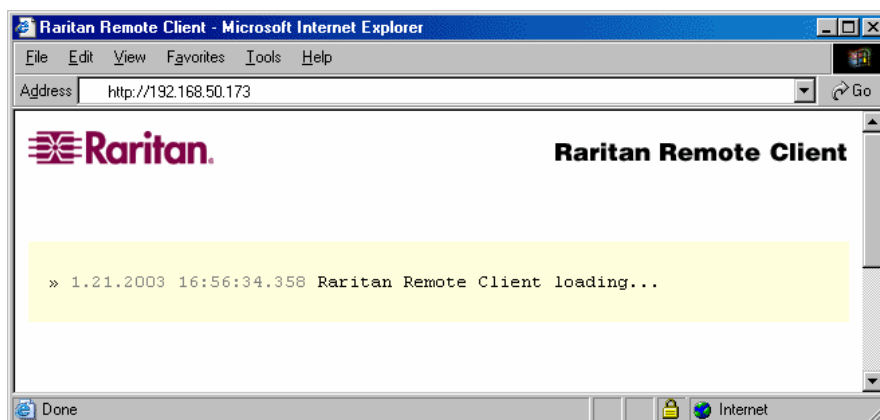 Raritan Remote Client - Microsoft Internet Explorer
File Edit View Favorites Tools Help
Address http://192.168.50.173 Go
Raritan. Raritan Remote Client
» 1.21.2003 16:56:34.358 Raritan Remote Client loading...
Done Internet